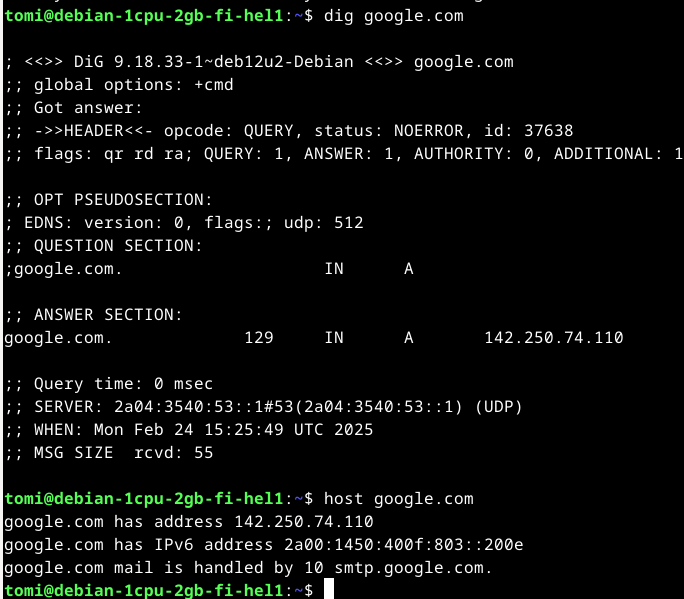 tomi@debian-1cpu-2gb-fi-hel1:~$ dig google.com
; <<>> DiG 9.18.33-1~deb12u2-Debian <<>> google.com
;; global options: +cmd
;; Got answer:
;; ->>HEADER<<- opcode: QUERY, status: NOERROR, id: 37638
;; flags: qr rd ra; QUERY: 1, ANSWER: 1, AUTHORITY: 0, ADDITIONAL: 1
;; OPT PSEUDOSECTION:
; EDNS: version: 0, flags:; udp: 512
;; QUESTION SECTION:
;google.com. IN A
;; ANSWER SECTION:
google.com. 129 IN A 142.250.74.110
;; Query time: 0 msec
;; SERVER: 2a04:3540:53::1#53(2a04:3540:53::1) (UDP)
;; WHEN: Mon Feb 24 15:25:49 UTC 2025
;; MSG SIZE rcvd: 55
tomi@debian-1cpu-2gb-fi-hel1:~$ host google.com
google.com has address 142.250.74.110
google.com has IPv6 address 2a00:1450:400f:803::200e
google.com mail is handled by 10 smtp.google.com.
tomi@debian-1cpu-2gb-fi-hel1:~$